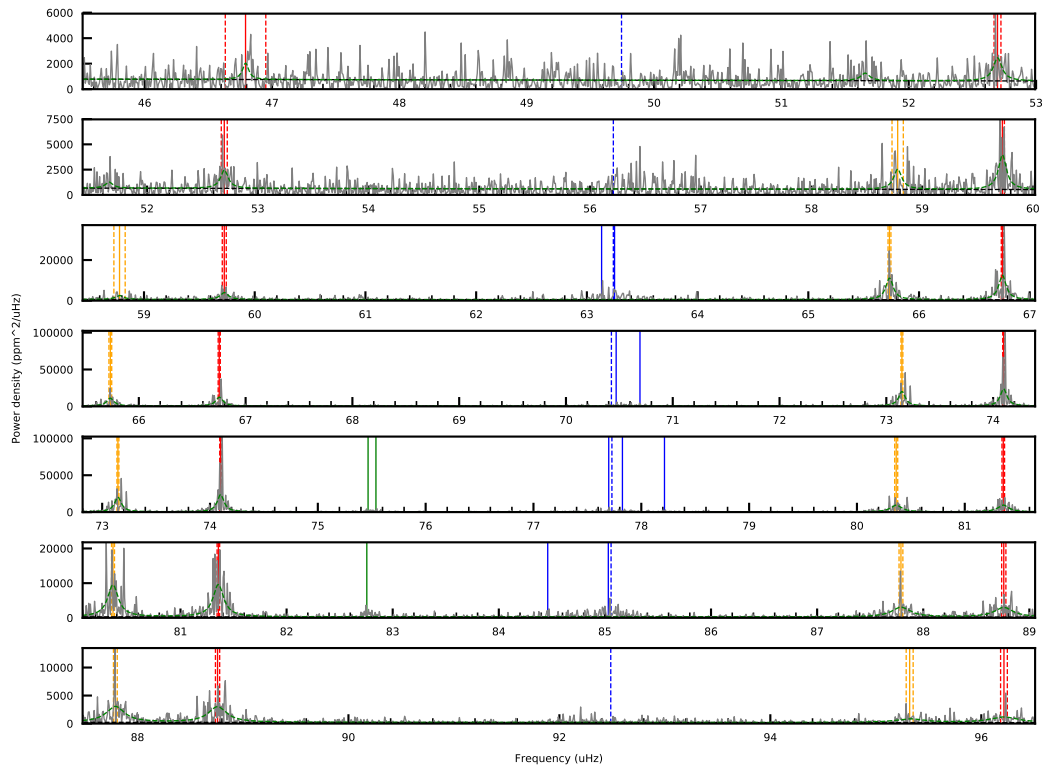 6000
4000
2000
0
46 47 48 49 50 51 52 53
7500
5000
2500
0
52 53 54 55 56 57 58 59 60
20000
0
59 60 61 62 63 64 65 66 67
100000
50000
0
66 67 68 69 70 71 72 73 74
100000
50000
0
73 74 75 76 77 78 79 80 81
20000
10000
0
81 82 83 84 85 86 87 88 89
10000
5000
0
88 90 92 94 96
Power density (ppm^2/uHz)
Frequency (uHz)